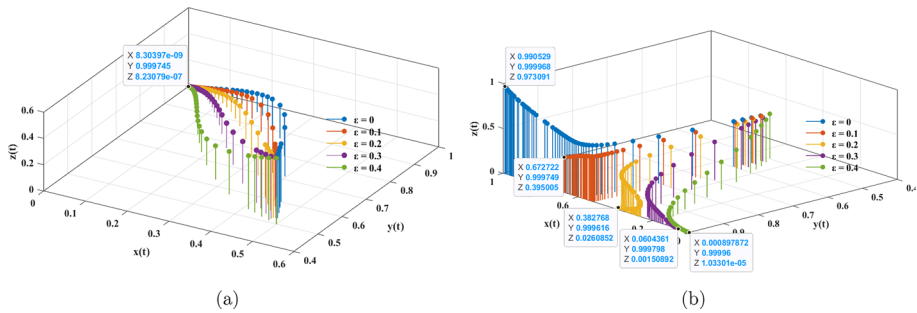 X 8.30397e-09
Y 0.999745
Z 8.23079e-07
ε = 0
ε = 0.1
ε = 0.2
ε = 0.3
ε = 0.4
z(t)
0.6
0.4
0.2
0
0
0.1
0.2
0.3
0.4
0.5
0.6
x(t)
0.4
0.5
0.6
0.7
0.8
0.9
1
y(t)
(a)
X 0.990529
Y 0.999968
Z 0.973091
X 0.672722
Y 0.999749
Z 0.395005
X 0.382768
Y 0.999616
Z 0.0260852
X 0.0604361
Y 0.999798
Z 0.00150892
X 0.000897872
Y 0.99996
Z 1.03301e-05
ε = 0
ε = 0.1
ε = 0.2
ε = 0.3
ε = 0.4
z(t)
1
0.5
0
1
0.6
0.2
x(t)
0.9
0.8
0.7
0.6
0.5
0.4
y(t)
(b)